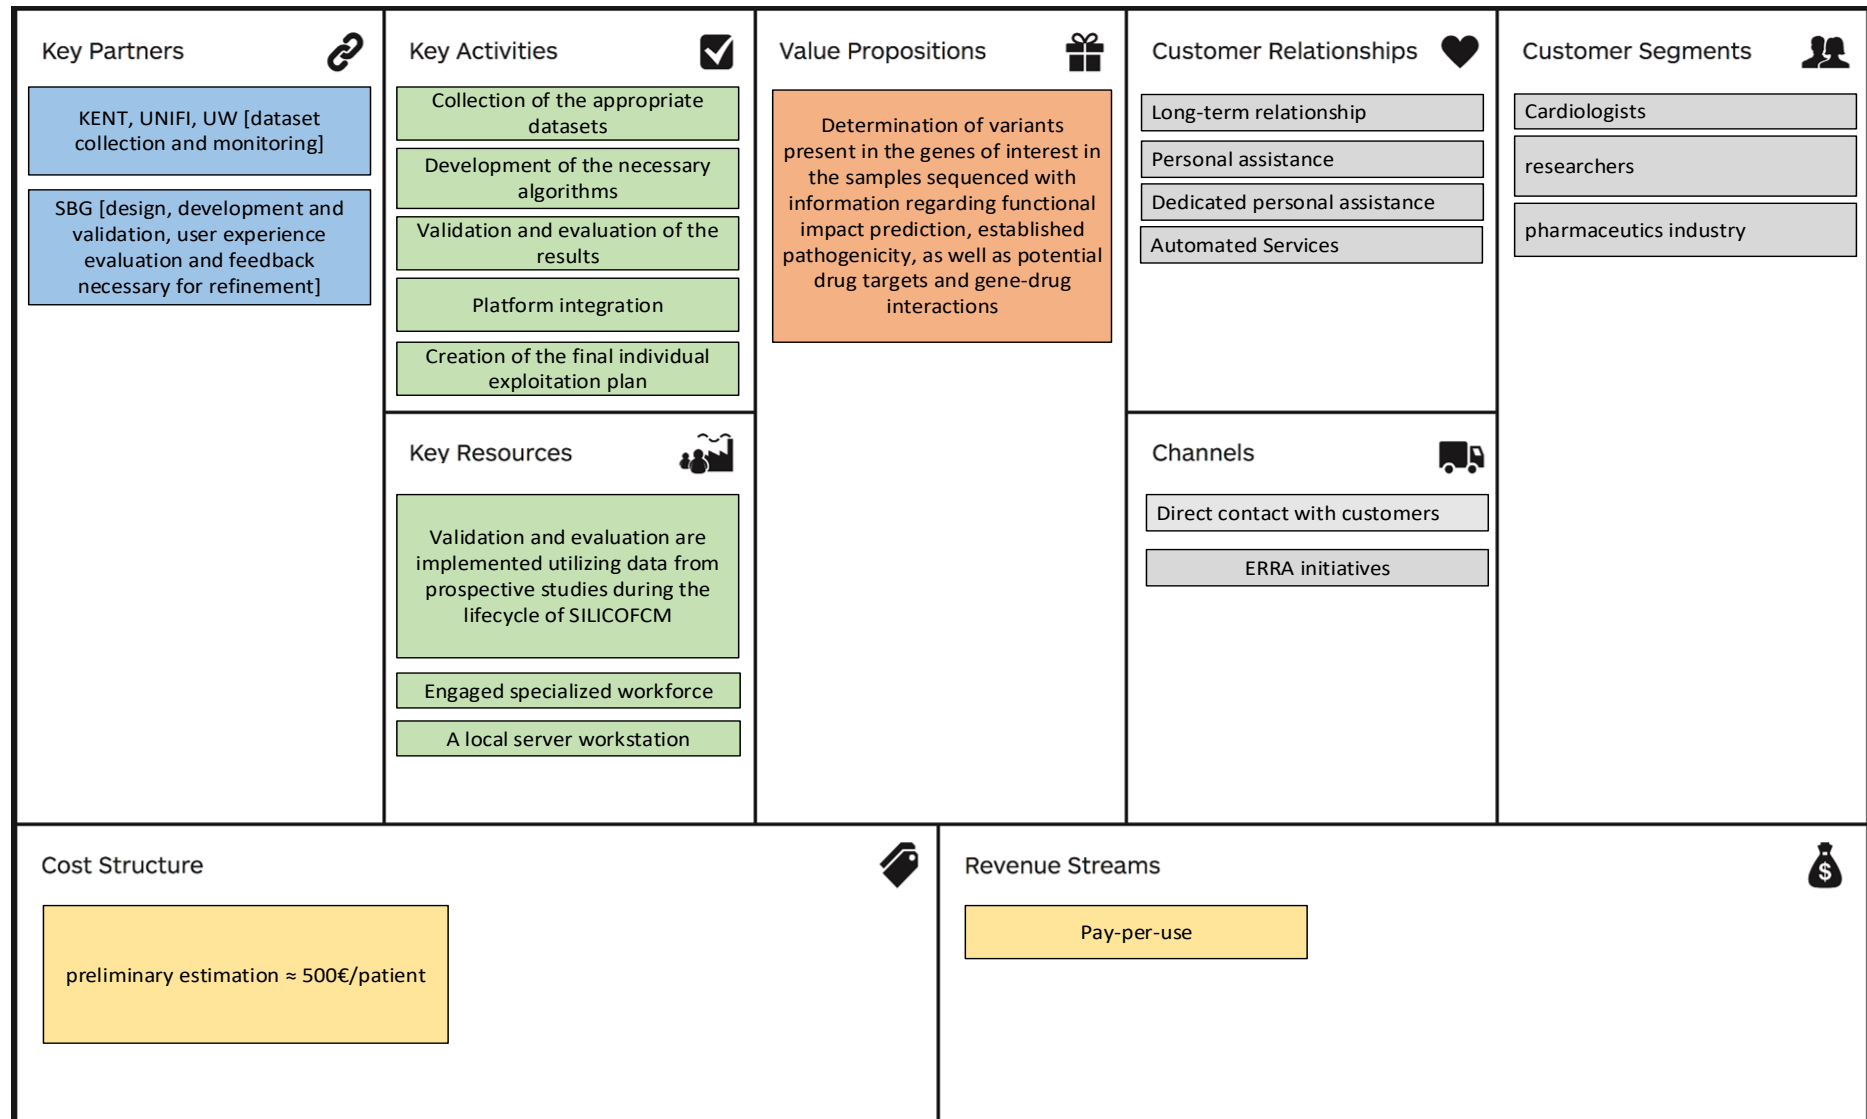 Key Partners
KENT, UNIFI, UW [dataset
collection and monitoring]
SBG [design, development and
validation, user experience
evaluation and feedback
necessary for refinement]
Key Activities
Collection of the appropriate
datasets
Development of the necessary
algorithms
Validation and evaluation of the
results
Platform integration
Creation of the final individual
exploitation plan
Key Resources
Validation and evaluation are
implemented utilizing data from
prospective studies during the
lifecycle of SILICOFCM
Engaged specialized workforce
A local server workstation
Value Propositions
Determination of variants
present in the genes of interest in
the samples sequenced with
information regarding functional
impact prediction, established
pathogenicity, as well as potential
drug targets and gene-drug
interactions
Customer Relationships
Long-term relationship
Personal assistance
Dedicated personal assistance
Automated Services
Channels
Direct contact with customers
ERRA initiatives
Customer Segments
Cardiologists
researchers
pharmaceutics industry
Cost Structure
preliminary estimation ≈ 500€/patient
Revenue Streams
$
Pay-per-use